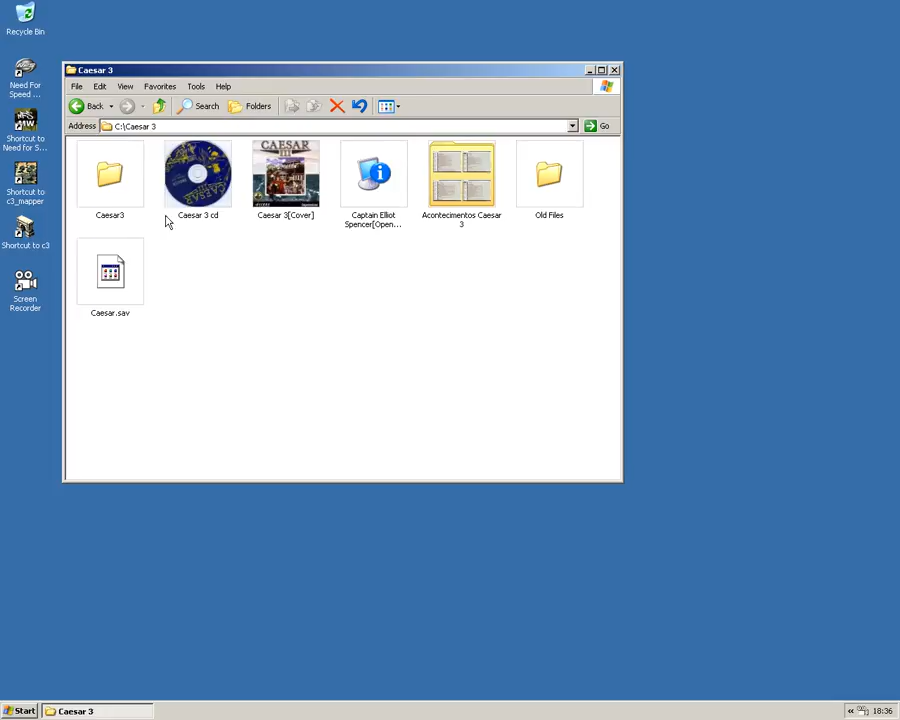 Recycle Bin
Need For
Speed ...
Shortcut to
Need for S...
Shortcut to
c3_mapper
Shortcut to c3
Screen
Recorder
Caesar 3
File Edit View Favorites Tools Help
Back Search Folders
Address C:\Caesar 3 Go
Caesar3
Caesar 3 cd
CAESAR
III
Caesar 3[Cover]
Captain Elliot
Spencer[Open...
Acontecimentos Caesar
3
Old Files
Caesar.sav
Start Caesar 3 18:36